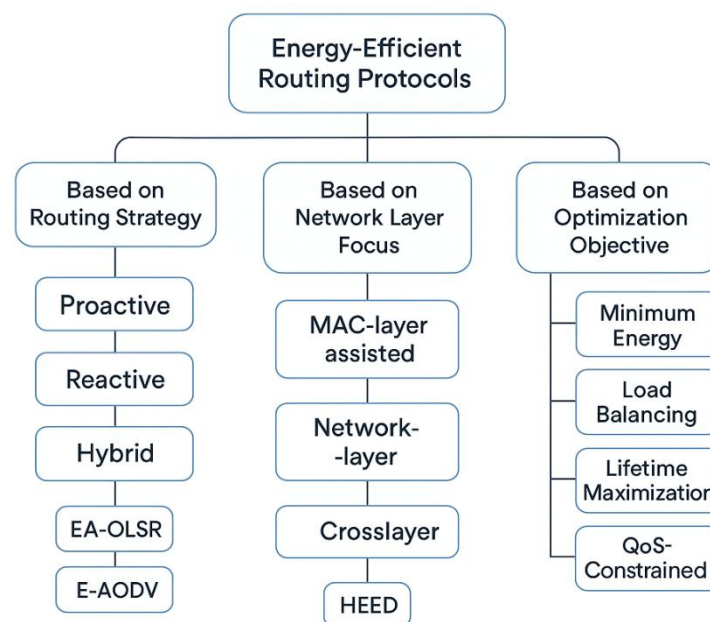 Energy-Efficient
Routing Protocols
Based on
Routing Strategy
Proactive
Reactive
Hybrid
EA-OLSR
E-AODV
Based on
Network Layer
Focus
MAC-layer
assisted
Network-
-layer
Crosslayer
HEED
Based on
Optimization
Objective
Minimum
Energy
Load
Balancing
Lifetime
Maximization
QoS-
Constrained